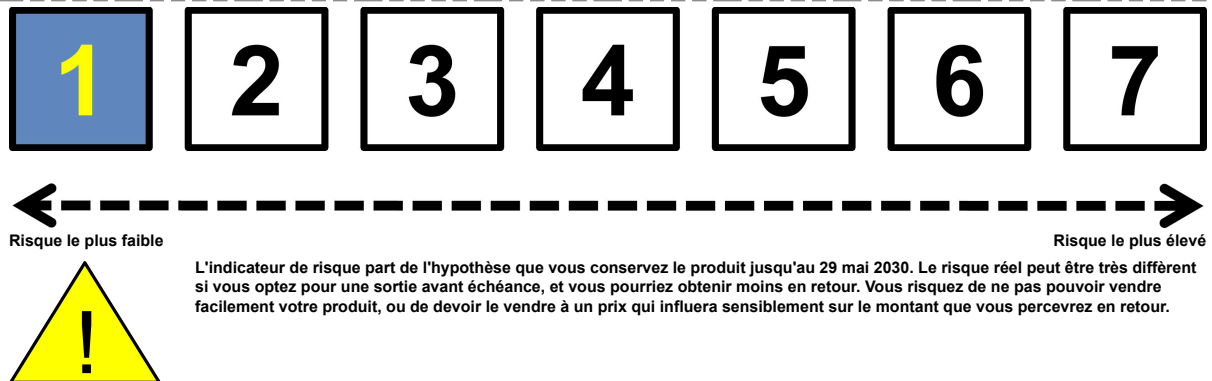 1 2 3 4 5 6 7
Risque le plus faible Risque le plus élevé
L'indicateur de risque part de l'hypothèse que vous conservez le produit jusqu'au 29 mai 2030. Le risque réel peut être très diffèrent
si vous optez pour une sortie avant échéance, et vous pourriez obtenir moins en retour. Vous risquez de ne pas pouvoir vendre
facilement votre produit, ou de devoir le vendre à un prix qui influera sensiblement sur le montant que vous percevrez en retour.
!